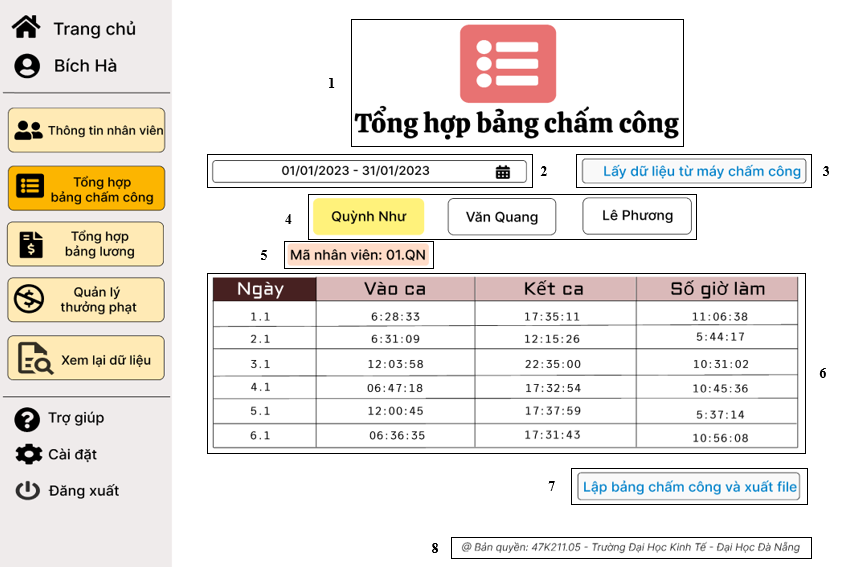 Trang chủ
Bích Hà
Thông tin nhân viên
Tổng hợp
bảng chấm công
Tổng hợp
bảng lương
Quản lý
thưởng phạt
Xem lại dữ liệu
Trợ giúp
Cài đặt
Đăng xuất
1
Tổng hợp bảng chấm công
01/01/2023 - 31/01/2023 2
Lấy dữ liệu từ máy chấm công 3
4 Quỳnh Như Văn Quang Lê Phương
5 Mã nhân viên: 01.QN
Ngày Vào ca Kết ca Số giờ làm
1.1 6:28:33 17:35:11 11:06:38
2.1 6:31:09 12:15:26 5:44:17
3.1 12:03:58 22:35:00 10:31:02
4.1 06:47:18 17:32:54 10:45:36
5.1 12:00:45 17:37:59 5:37:14
6.1 06:36:35 17:31:43 10:56:08
6
7 Lập bảng chấm công và xuất file
8 @ Bản quyền: 47K211.05 - Trường Dại Học Kinh Tế - Đại Học Đà Nẵng